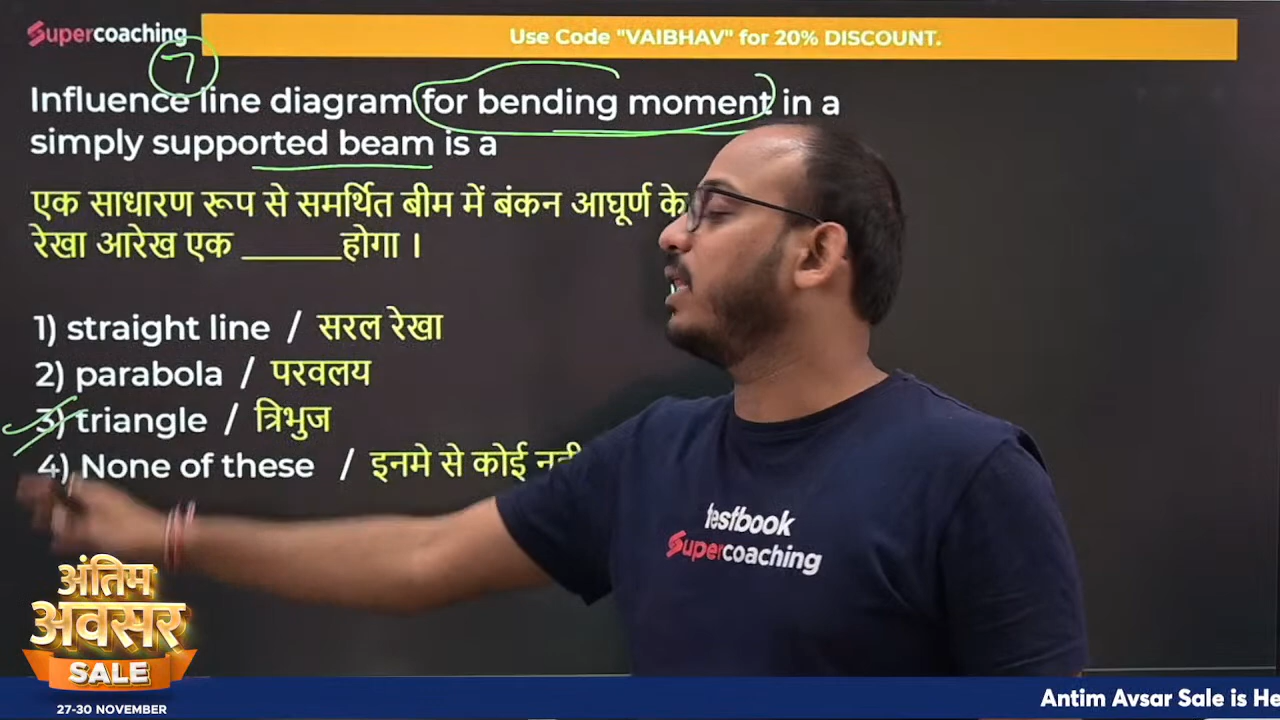 Supercoaching
Use Code "VAIBHAV" for 20% DISCOUNT.
7
Influence line diagram for bending moment in a
simply supported beam is a
एक साधारण रूप से समर्थित बीम में बंकन आघूर्ण के
रेखा आरेख एक ______होगा ।
1) straight line / सरल रेखा
2) parabola / परवलय
3) triangle / त्रिभुज
4) None of these / इनमे से कोई
testbook
Supercoaching
अंतिम
अवसर
SALE
27-30 NOVEMBER
Antim Avsar Sale is He